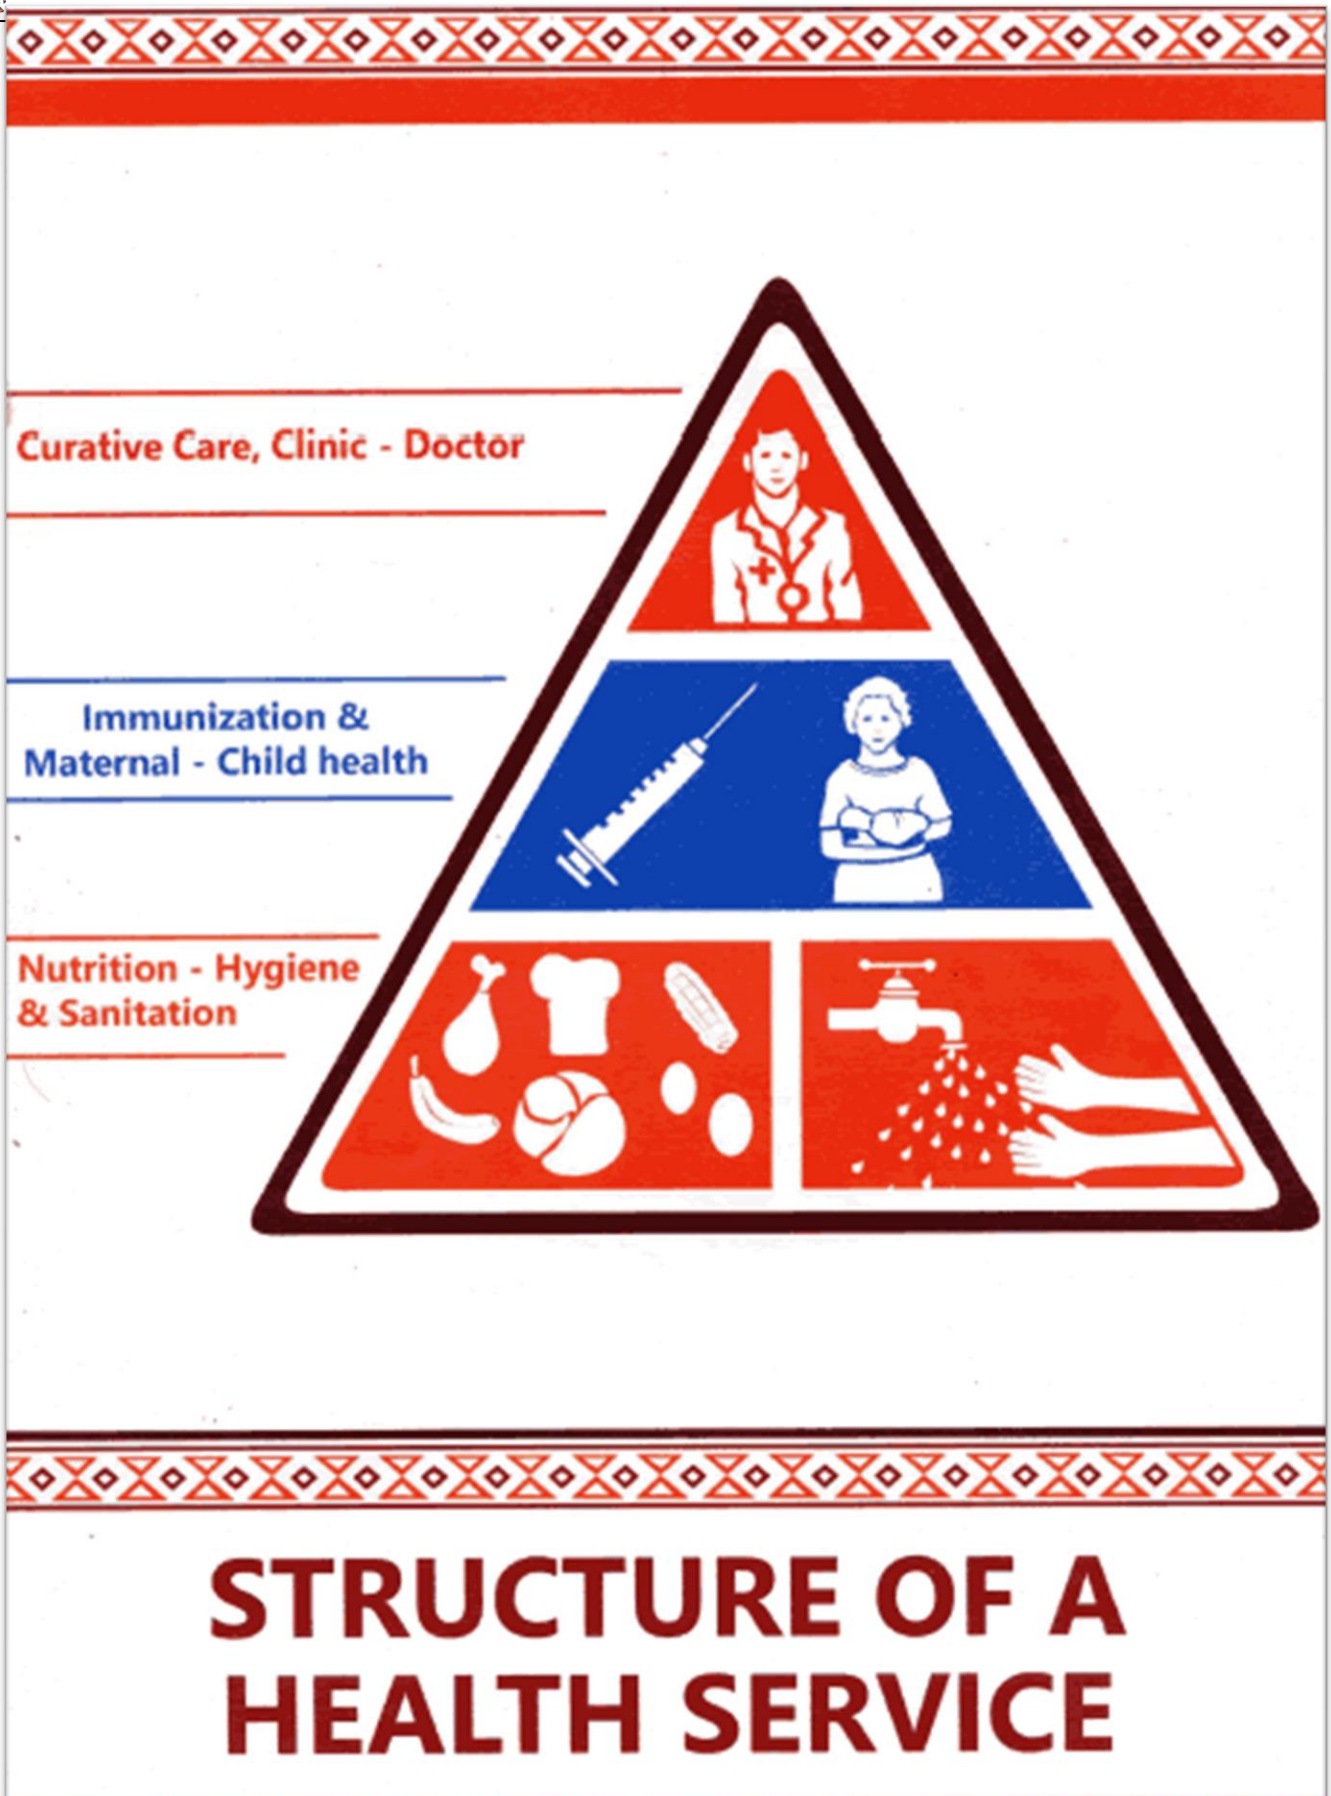 Curative Care, Clinic - Doctor
Immunization &
Maternal - Child health
Nutrition - Hygiene
& Sanitation
STRUCTURE OF A
HEALTH SERVICE